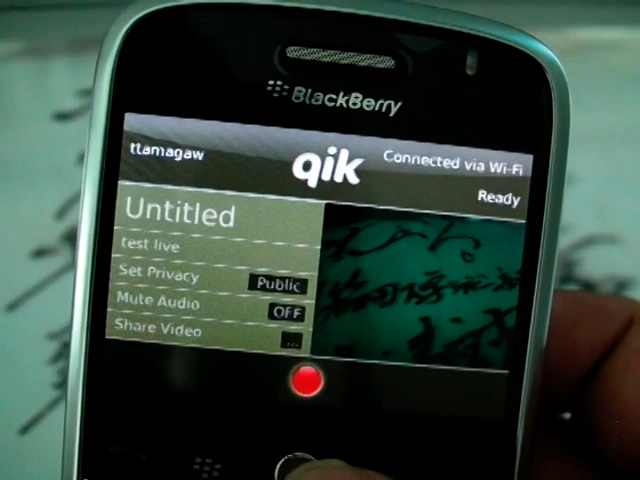 BlackBerry
ttamagaw
qik
Connected via Wi-Fi
Ready
Untitled
test live
Set Privacy
Public
Mute Audio
OFF
Share Video
...